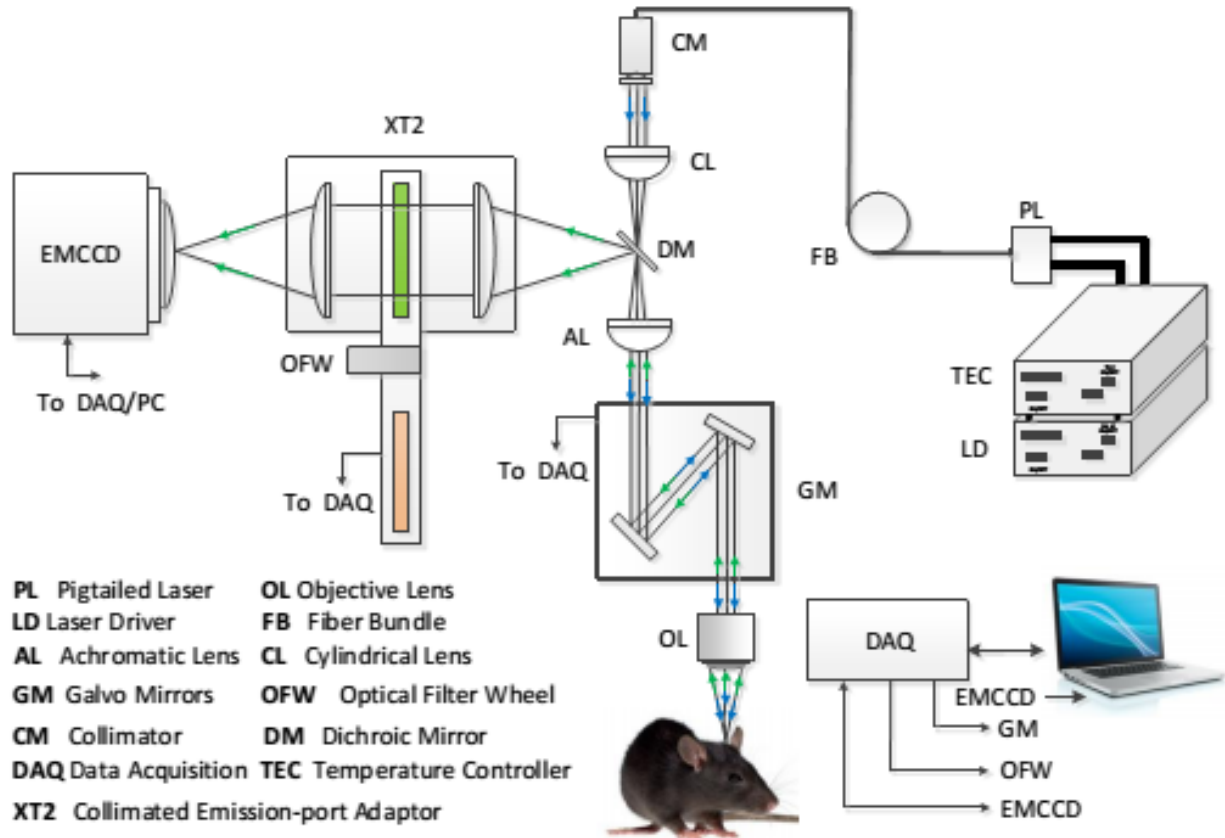 CM
XT2
CL
PL
EMCCD
DM
FB
AL
OFW
TEC
To DAQ/PC
LD
To DAQ
GM
To DAQ
PL Pigtailed Laser OL Objective Lens
LD Laser Driver FB Fiber Bundle
AL Achromatic Lens CL Cylindrical Lens
GM Galvo Mirrors OFW Optical Filter Wheel
CM Collimator DM Dichroic Mirror
DAQ Data Acquisition TEC Temperature Controller
XT2 Collimated Emission-port Adaptor
OL
DAQ
EMCCD
GM
OFW
EMCCD